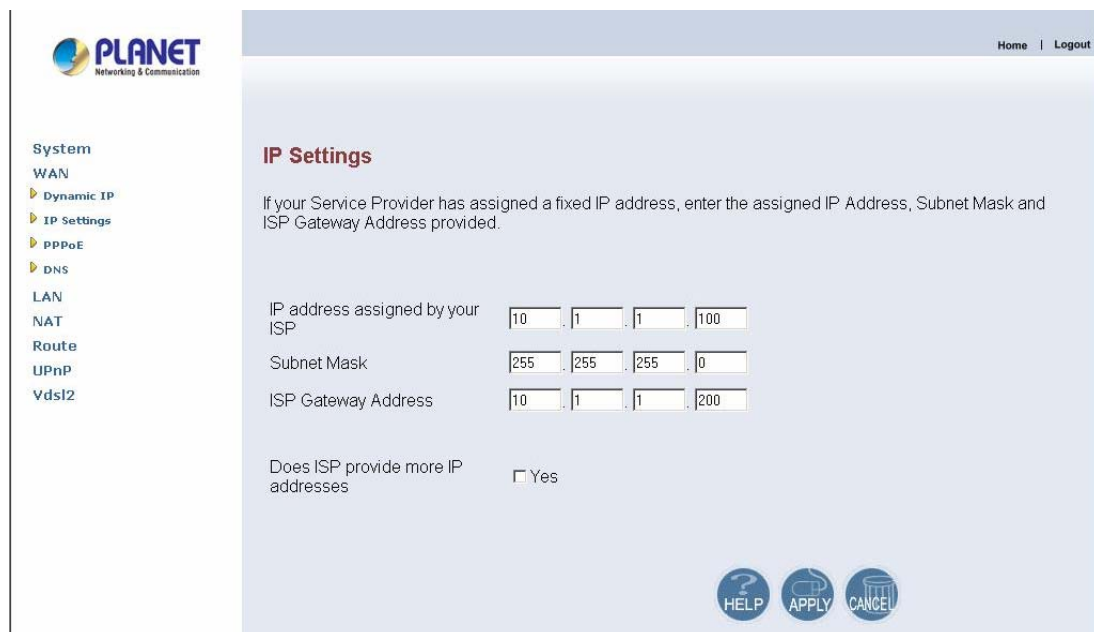 PLANET
Networking & Communication
Home | Logout
System
WAN
Dynamic IP
IP Settings
PPPoE
DNS
LAN
NAT
Route
UPnP
Vdsl2
IP Settings
If your Service Provider has assigned a fixed IP address, enter the assigned IP Address, Subnet Mask and
ISP Gateway Address provided.
IP address assigned by your
ISP
10 . 1 . 1 . 100
Subnet Mask
255 . 255 . 255 . 0
ISP Gateway Address
10 . 1 . 1 . 200
Does ISP provide more IP
addresses
Yes
HELP
APPLY
CANCEL